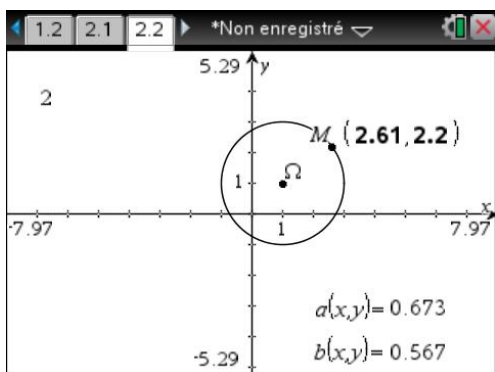 1.2 2.1 2.2 *Non enregistré
5.29 y
2
M (2.61,2.2)
Ω
1
-7.97 1 7.97 x
a(x,y)= 0.673
b(x,y)= 0.567
-5.29